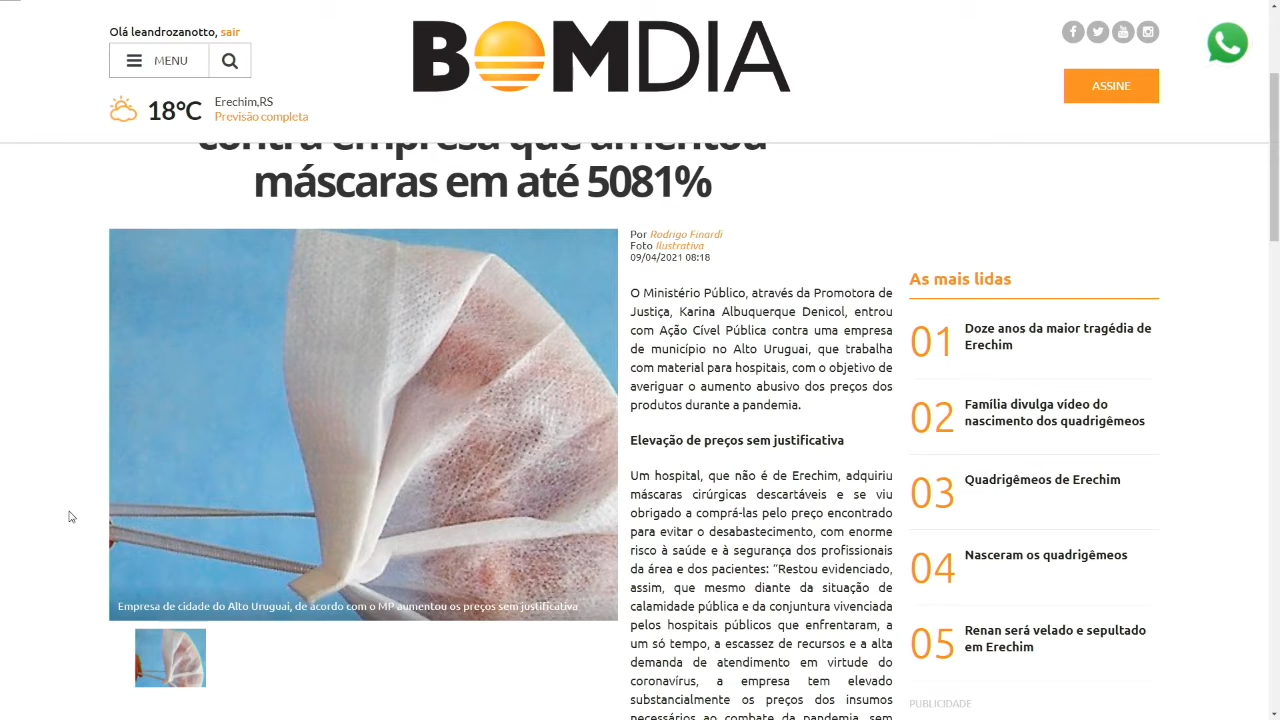 Olá leandrozanotto, sair
MENU
18°C
Erechim,RS
Previsão completa
BOMDIA
ASSINE
contra empresa que amentou
máscaras em até 5081%
Empresa de cidade do Alto Uruguai, de acordo com o MP aumentou os preços sem justificativa
Por Rodrigo Finardi
Foto Ilustrativa
09/04/2021 08:18
O Ministério Público, através da Promotora de
Justiça, Karina Albuquerque Denicol, entrou
com Ação Cível Pública contra uma empresa
de município no Alto Uruguai, que trabalha
com material para hospitais, com o objetivo de
averiguar o aumento abusivo dos preços dos
produtos durante a pandemia.
Elevação de preços sem justificativa
Um hospital, que não é de Erechim, adquiriu
máscaras cirúrgicas descartáveis e se viu
obrigado a comprá-las pelo preço encontrado
para evitar o desabastecimento, com enorme
risco à saúde e à segurança dos profissionais
da área e dos pacientes: “Restou evidenciado,
assim, que mesmo diante da situação de
calamidade pública e da conjuntura vivenciada
pelos hospitais públicos que enfrentaram, a
um só tempo, a escassez de recursos e a alta
demanda de atendimento em virtude do
coronavírus, a empresa tem elevado
substancialmente os preços dos insumos
necessários ao combate da pandemia, sem
As mais lidas
01 Doze anos da maior tragédia de
Erechim
02 Família divulga vídeo do
nascimento dos quadrigêmeos
03 Quadrigêmeos de Erechim
04 Nasceram os quadrigêmeos
05 Renan será velado e sepultado
em Erechim
PUBLICIDADE